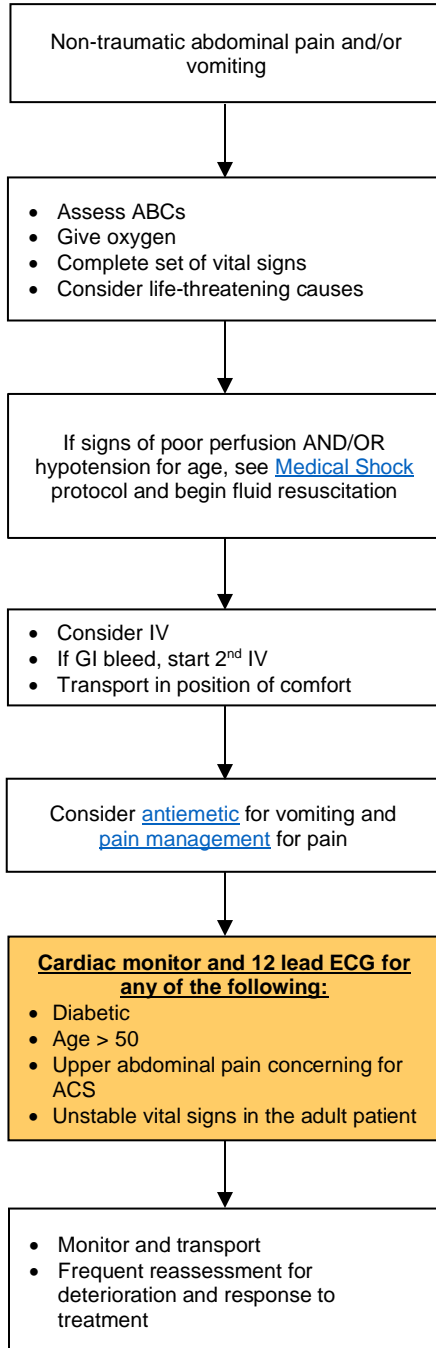 Non-traumatic abdominal pain and/or
vomiting
• Assess ABCs
• Give oxygen
• Complete set of vital signs
• Consider life-threatening causes
If signs of poor perfusion AND/OR
hypotension for age, see Medical Shock
protocol and begin fluid resuscitation
• Consider IV
• If GI bleed, start 2nd IV
• Transport in position of comfort
Consider antiemetic for vomiting and
pain management for pain
Cardiac monitor and 12 lead ECG for
any of the following:
• Diabetic
• Age > 50
• Upper abdominal pain concerning for
ACS
• Unstable vital signs in the adult patient
• Monitor and transport
• Frequent reassessment for
deterioration and response to
treatment